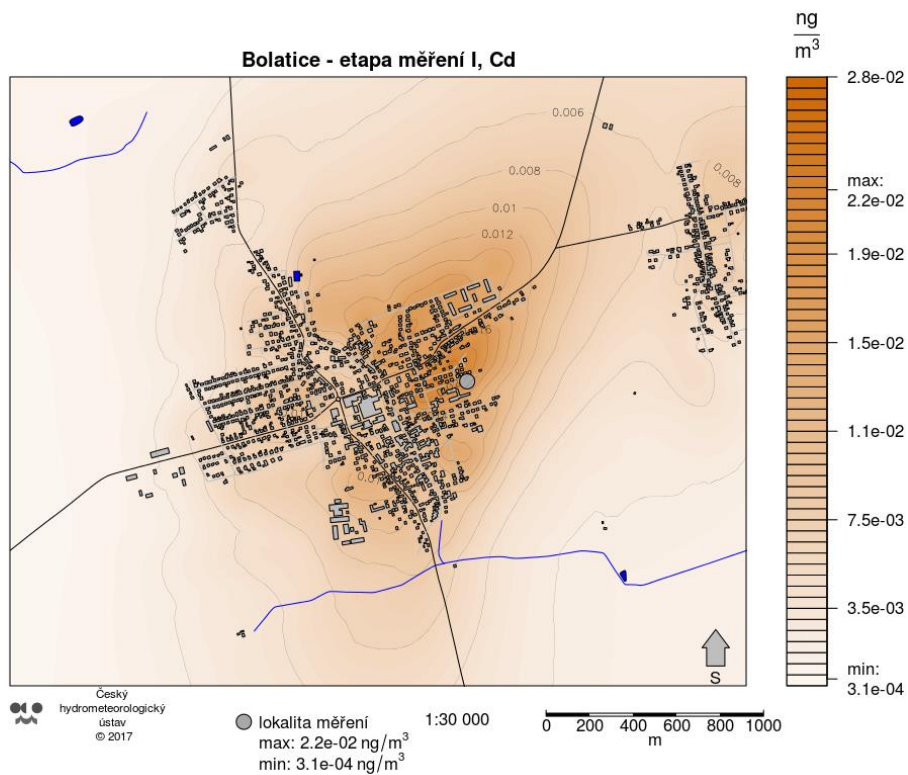 Bolatice - etapa měření I, Cd
ng
m³
2.8e-02
max:
2.2e-02
1.9e-02
1.5e-02
1.1e-02
7.5e-03
3.5e-03
min:
3.1e-04
0.006
0.008
0.008
0.01
0.012
S
Český
hydrometeorologický
ústav
© 2017
lokalita měření
max: 2.2e-02 ng/m³
min: 3.1e-04 ng/m³
1:30 000
0 200 400 600 800 1000
m